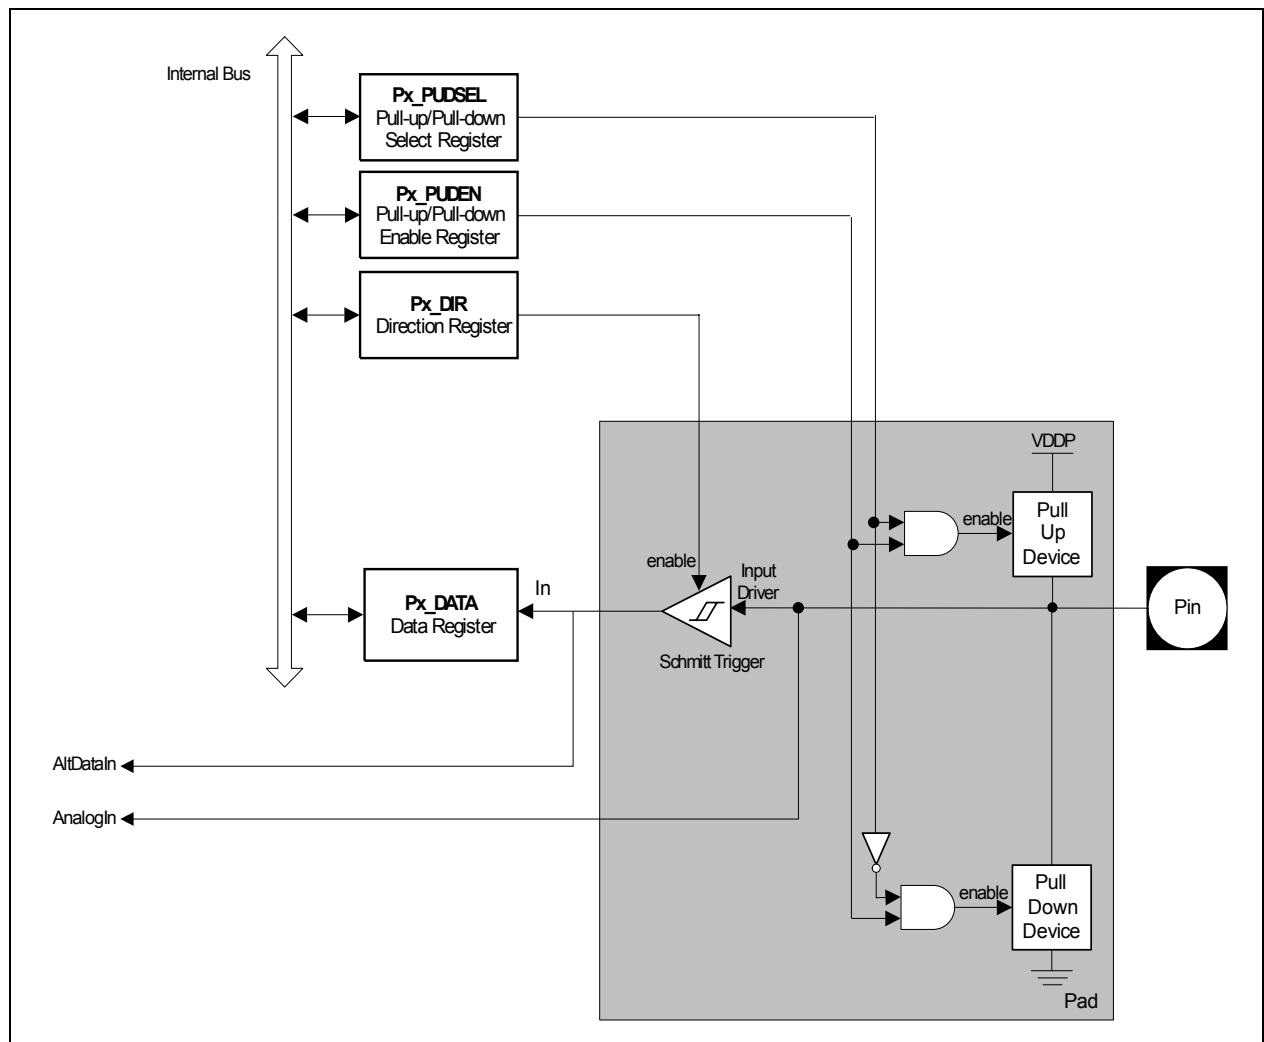 Internal Bus
Px_PUDSEL
Pull-up/Pull-down
Select Register
Px_PUDEN
Pull-up/Pull-down
Enable Register
Px_DIR
Direction Register
VDDP
Pull
Up
Device
enable
enable
Input
Driver
In
Px_DATA
Data Register
Schmitt Trigger
Pin
AltDataIn
AnalogIn
enable
Pull
Down
Device
Pad